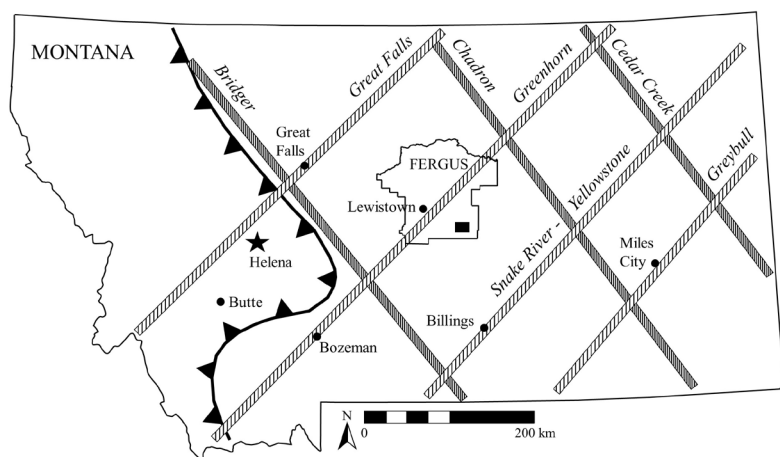 MONTANA
Bridger
Great Falls
Chadron
Greenhorn
Cedar Creek
Great
Falls
FERGUS
Lewistown
Snake River - Yellowstone
Greybull
Helena
Miles
City
Butte
Billings
Bozeman
N
0
200 km